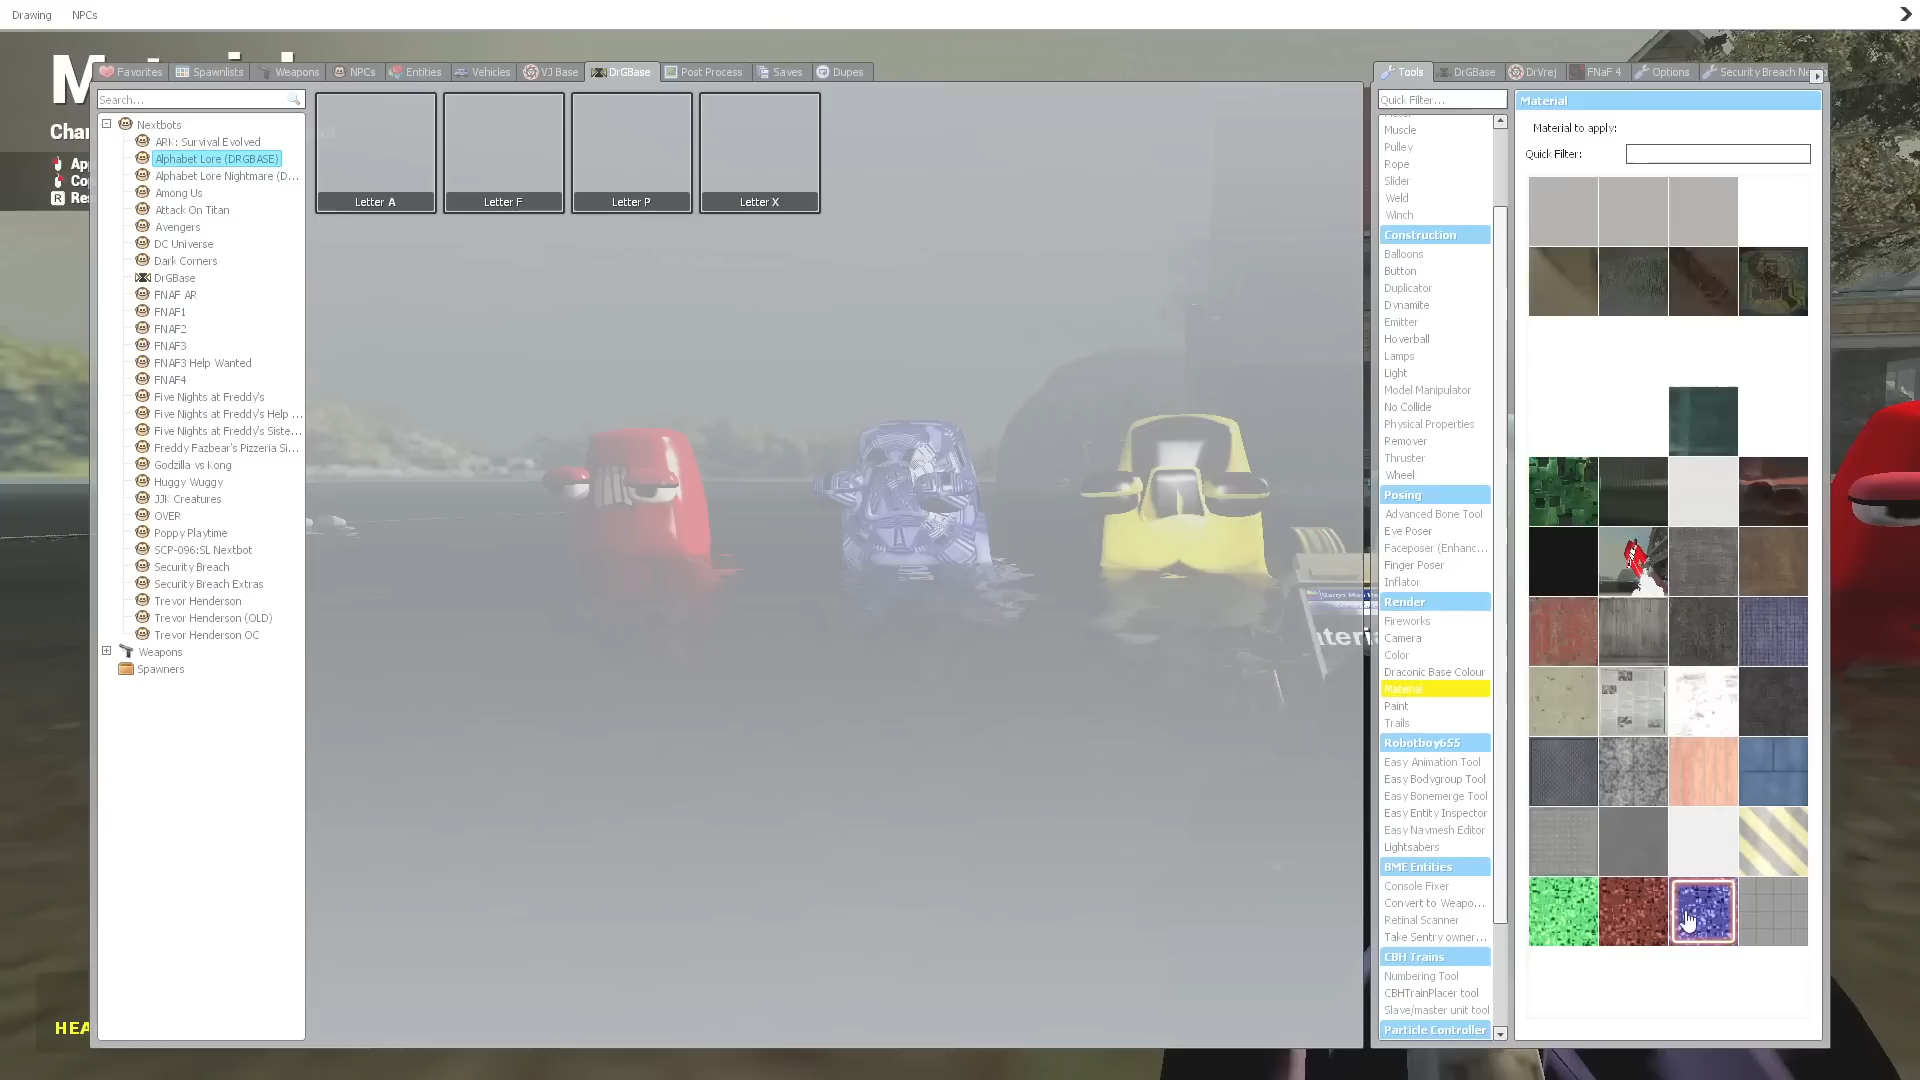 Drawing NPCs
Favorites Spawnlists Weapons NPCs Entities Vehicles VJ Base DrGBase Post Process Saves Dupes
Search...
Nextbots
ARK: Survival Evolved
Alphabet Lore (DRGBASE)
Alphabet Lore Nightmare (D...
Among Us
Attack On Titan
Avengers
DC Universe
Dark Corners
DrGBase
FNAF AR
FNAF1
FNAF2
FNAF3
FNAF3 Help Wanted
FNAF4
Five Nights at Freddy's
Five Nights at Freddy's Help ...
Five Nights at Freddy's Siste...
Freddy Fazbear's Pizzeria Si...
Godzilla vs Kong
Huggy Wuggy
JJK Creatures
OVER
Poppy Playtime
SCP-096:SL Nextbot
Security Breach
Security Breach Extras
Trevor Henderson
Trevor Henderson (OLD)
Trevor Henderson OC
Weapons
Spawners
Letter A Letter F Letter P Letter X
Tools DrGBase DrVrej FNaF 4 Options Security Breach
Quick Filter...
Muscle
Pulley
Rope
Slider
Weld
Winch
Construction
Balloons
Button
Duplicator
Dynamite
Emitter
Hoverball
Lamps
Light
Model Manipulator
No Collide
Physical Properties
Remover
Thruster
Wheel
Posing
Advanced Bone Tool
Eye Poser
Faceposer (Enhanc...
Finger Poser
Inflator
Render
Fireworks
Camera
Color
Draconic Base Colour
Material
Paint
Trails
Robotboy655
Easy Animation Tool
Easy Bodygroup Tool
Easy Bonemerge Tool
Easy Entity Inspector
Easy Navmesh Editor
Lightsabers
BME Entities
Console Fixer
Convert to Weapo...
Retinal Scanner
Take Sentry owner...
CBH Trains
Numbering Tool
CBHTrainPlacer tool
Slave/master unit tool
Particle Controller
Material
Material to apply:
Quick Filter:
R
HEA